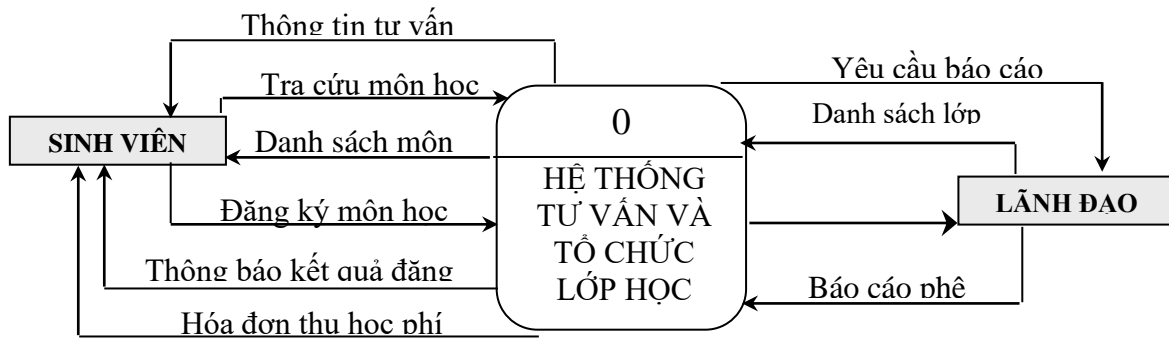 Thông tin tư vấn
Tra cứu môn học
SINH VIÊN
Danh sách môn
Đăng ký môn học
Thông báo kết quả đăng
Hóa đơn thu học phí
0
HỆ THỐNG
TƯ VẤN VÀ
TỔ CHỨC
LỚP HỌC
Yêu cầu báo cáo
Danh sách lớp
LÃNH ĐẠO
Báo cáo phê